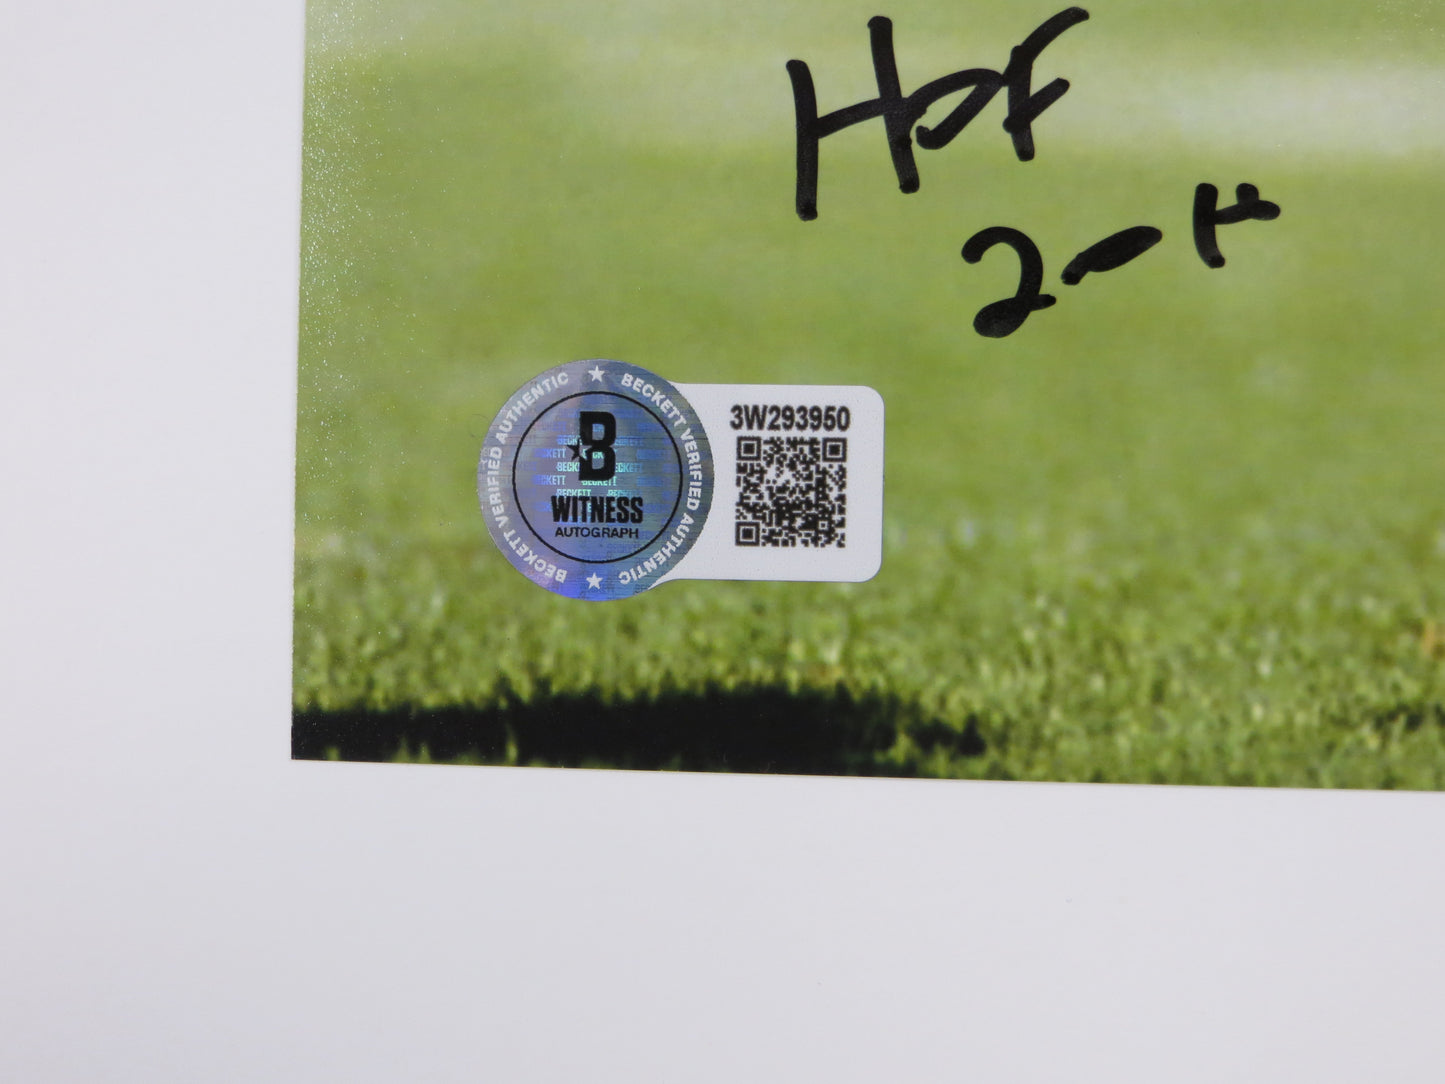 HOF
BECKETT VERIFIED AUTHENTIC ★ BECKETT VERIFIED AUTHENTIC ★
B
WITNESS
AUTOGRAPH
3W293950